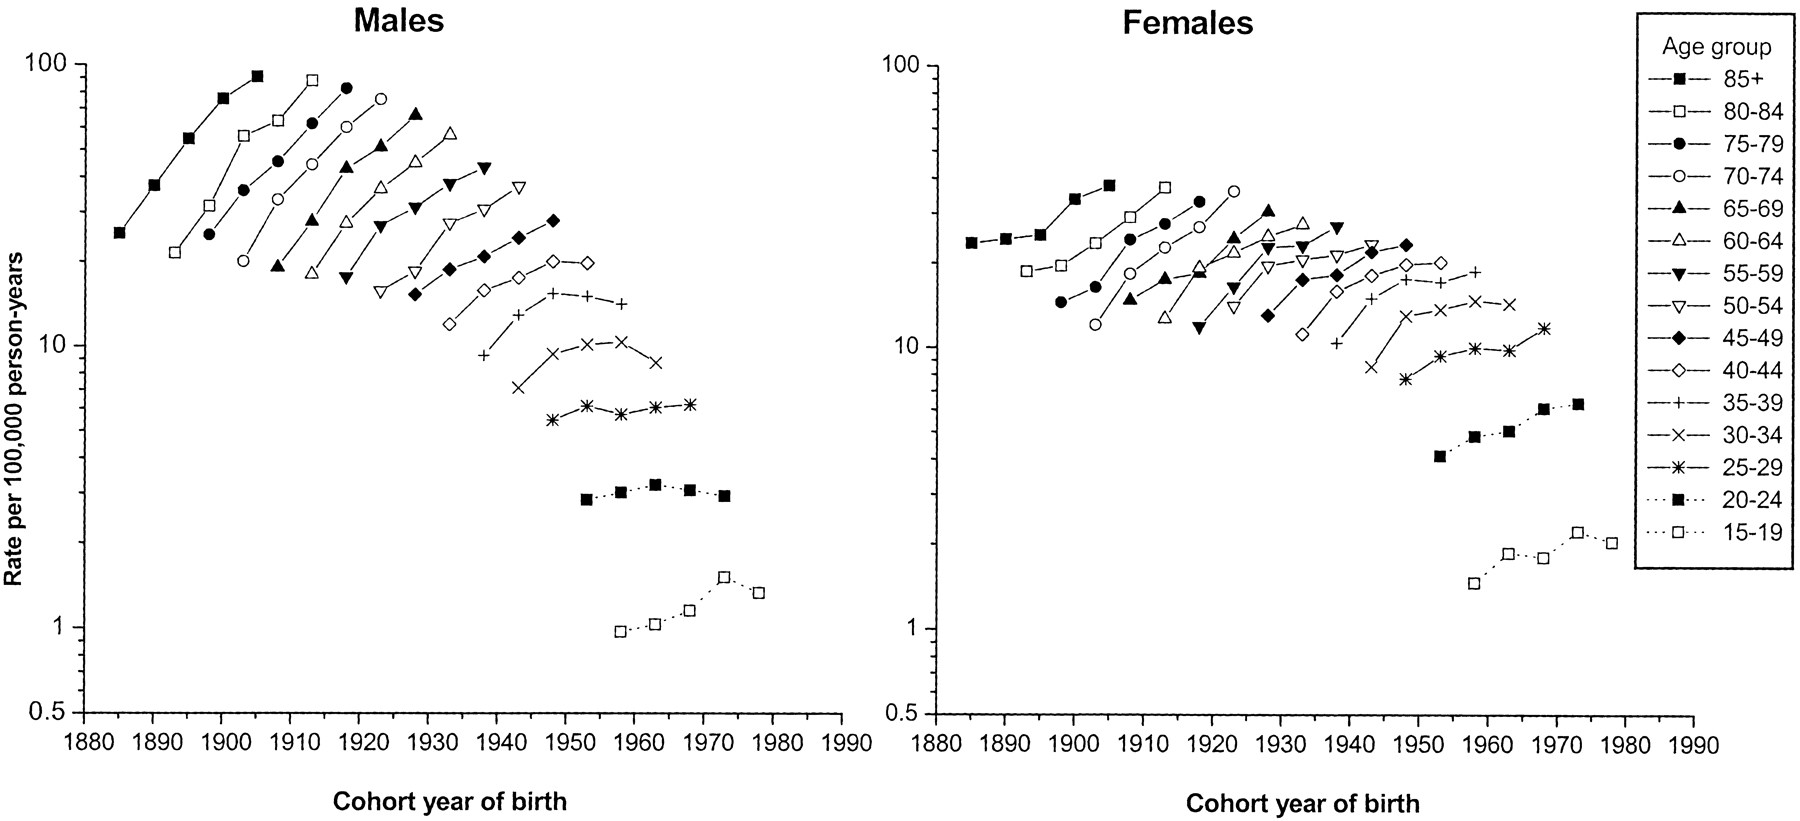 Males
Females
Rate per 100,000 person-years
100
10
1
0.5
1880 1890 1900 1910 1920 1930 1940 1950 1960 1970 1980 1990
Cohort year of birth
100
10
1
0.5
1880 1890 1900 1910 1920 1930 1940 1950 1960 1970 1980 1990
Cohort year of birth
Age group
85+
80-84
75-79
70-74
65-69
60-64
55-59
50-54
45-49
40-44
35-39
30-34
25-29
20-24
15-19